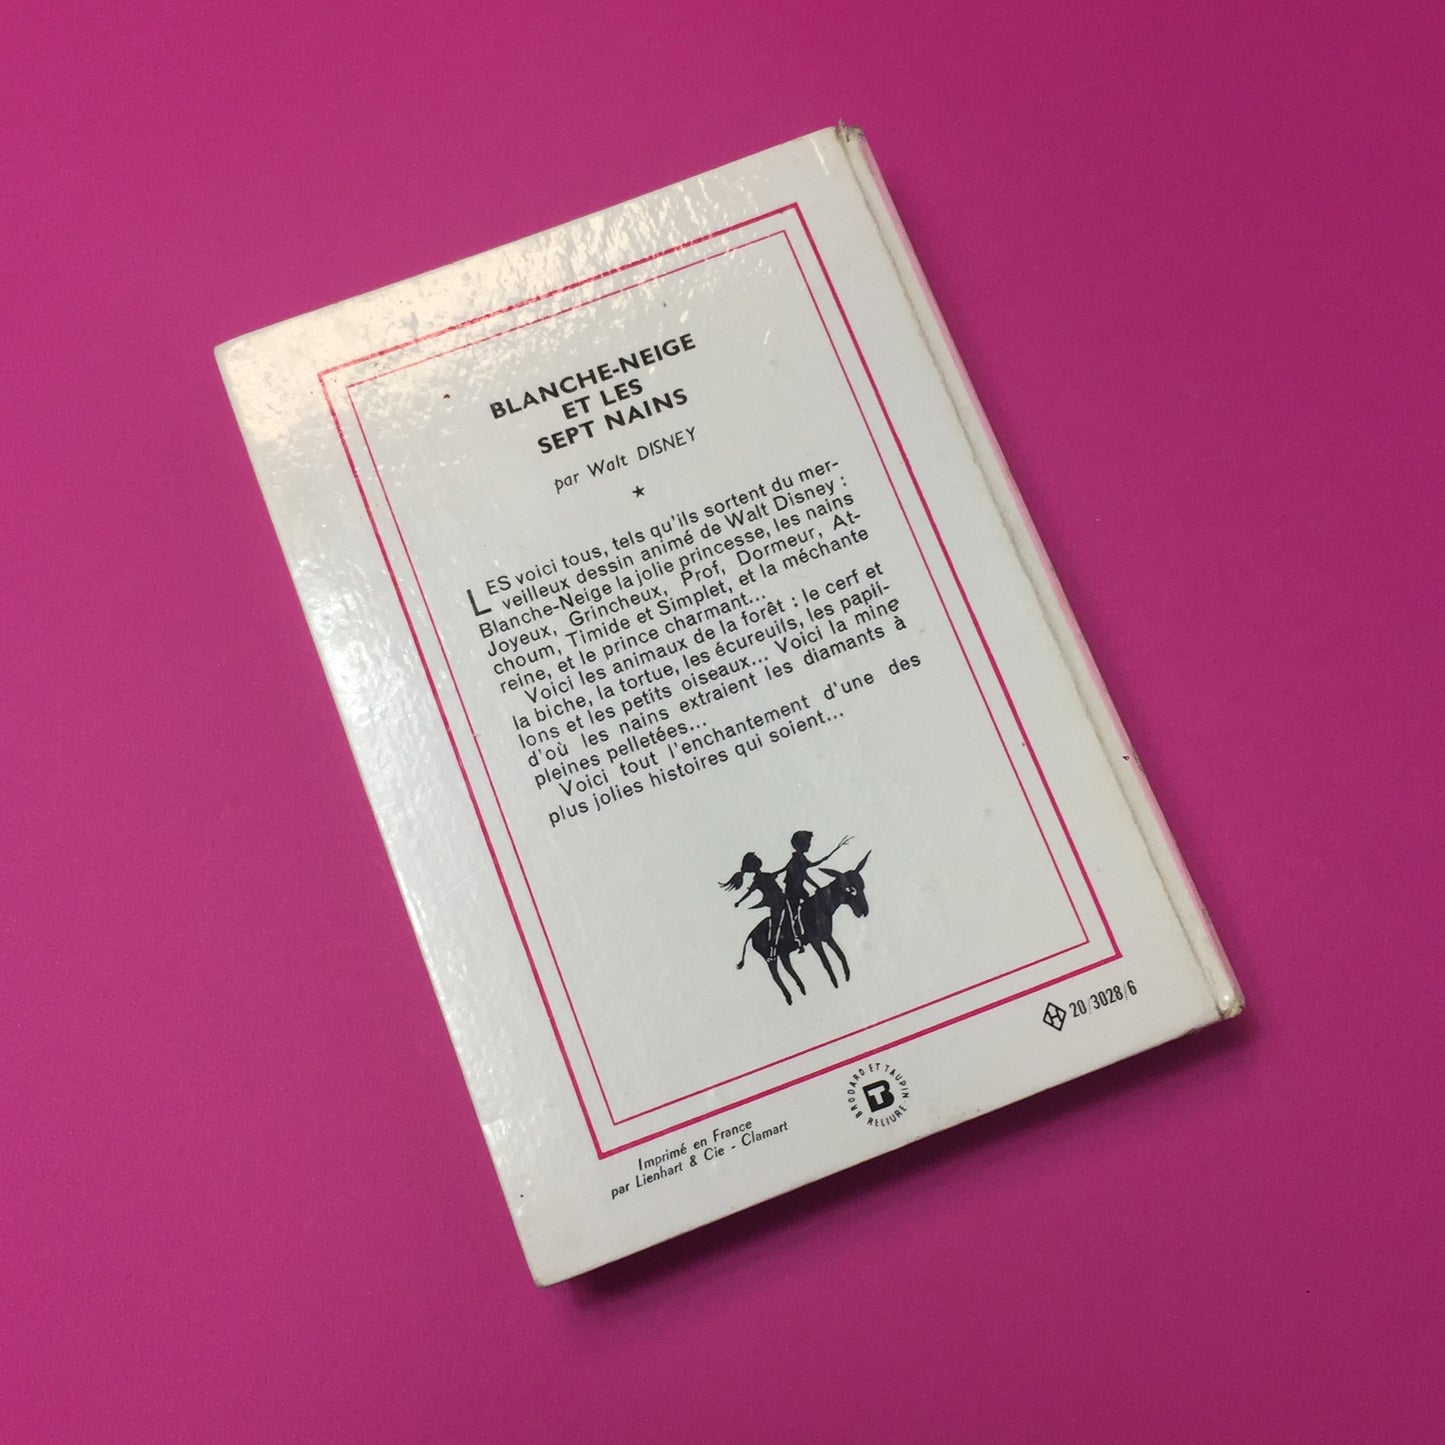 BLANCHE-NEIGE
ET LES
SEPT NAINS
par Walt DISNEY
★
LES voici tous, tels qu'ils sortent du mer-
veilleux dessin animé de Walt Disney :
Blanche-Neige la jolie princesse, les nains
Joyeux, Grincheux, Prof, Dormeur, At-
choum, Timide et Simplet, et la méchante
reine, et le prince charmant...
Voici les animaux de la forêt : le cerf et
la biche, la tortue, les écureuils, les papil-
lons et les petits oiseaux... Voici la mine
d'où les nains extraient les diamants à
pleines pelletées...
Voici tout l'enchantement d'une des
plus jolies histoires qui soient...
H 20/3028/6
BRODARD ET TAUPIN
BT
RELIURE
Imprimé en France
par Lienhart & Cie - Clamart